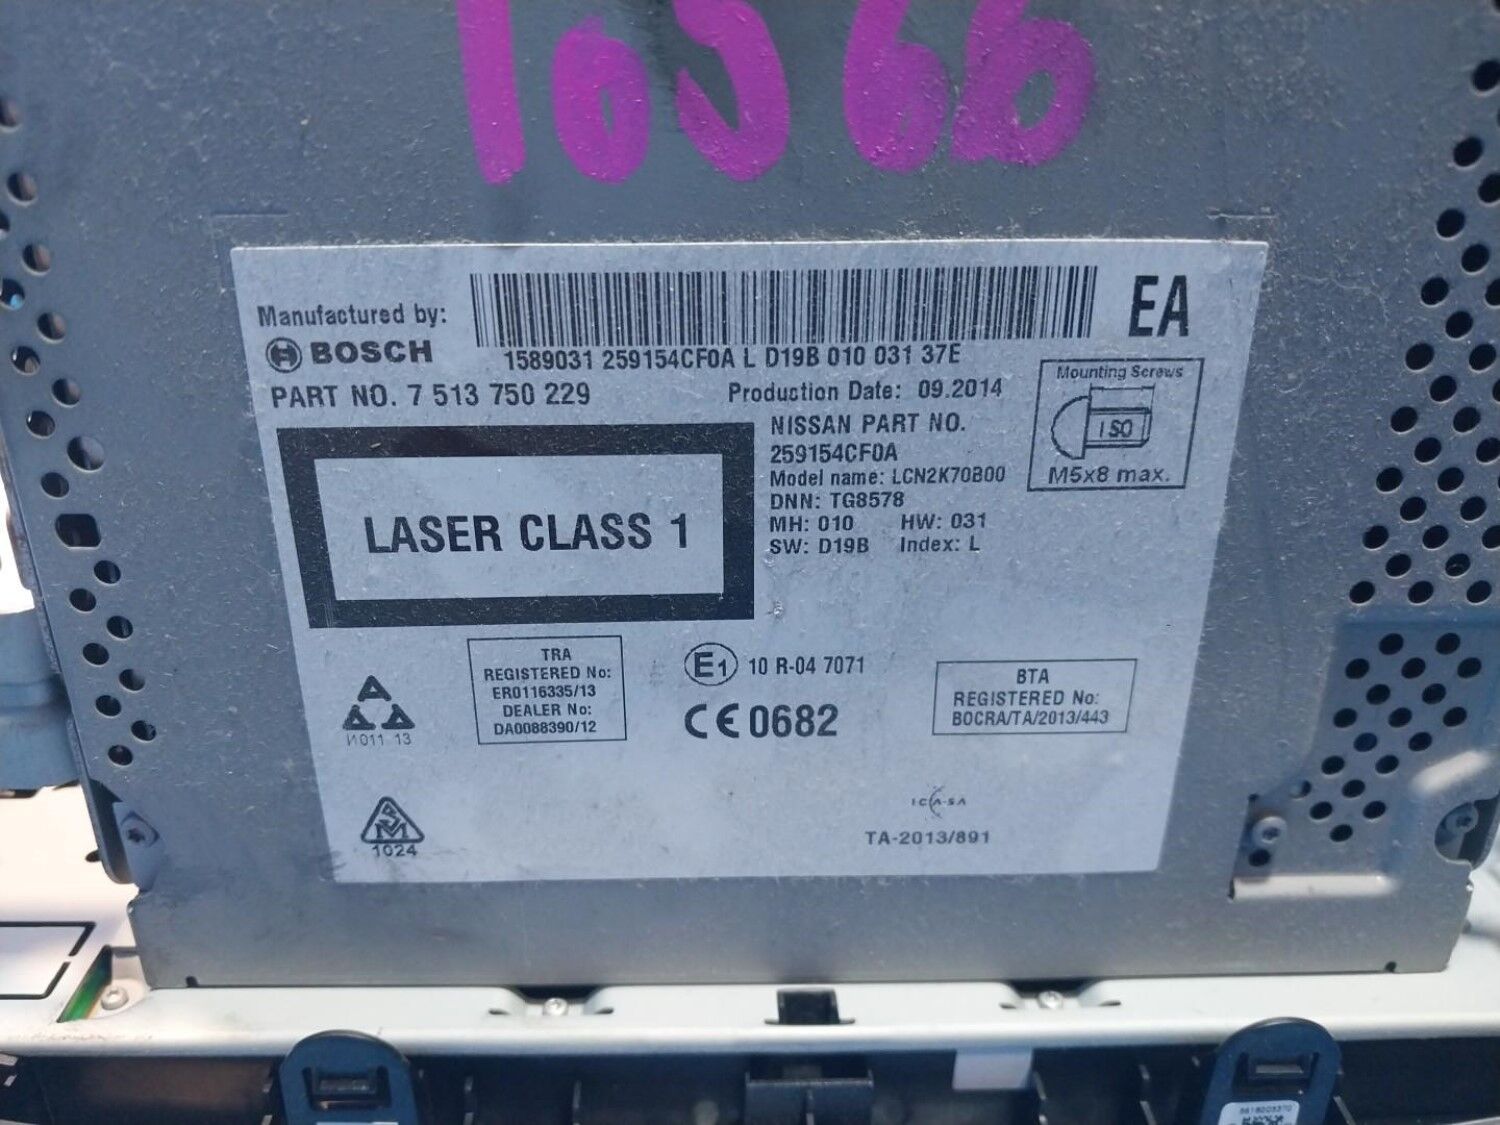 10566
Manufactured by:
BOSCH
EA
1589031 259154CF0A L D19B 010 031 37E
PART NO. 7 513 750 229
Production Date: 09.2014
NISSAN PART NO.
259154CF0A
Model name: LCN2K70B00
DNN: TG8578
MH: 010 HW: 031
SW: D19B Index: L
Mounting Screws
ISO
M5x8 max.
LASER CLASS 1
TRA
REGISTERED No:
ER0116335/13
DEALER No:
DA0088390/12
E1 10 R-04 7071
CE 0682
BTA
REGISTERED No:
BOCRA/TA/2013/443
И011 13
SM
1024
ICASA
TA-2013/891